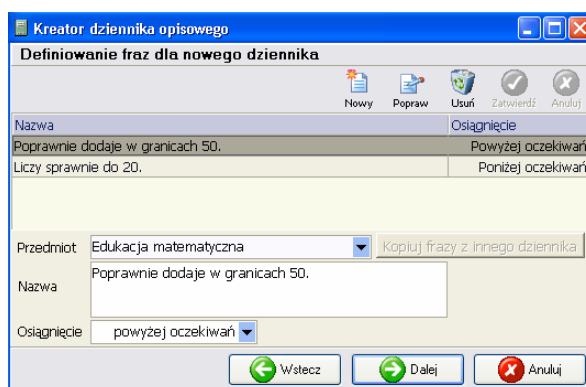 Kreator dziennika opisowego
Definiowanie fraz dla nowego dziennika
Nowy Popraw Usuń Zatwierdź Anuluj
Nazwa Osiągnięcie
Poprawnie dodaje w granicach 50. Powyżej oczekiwań
Liczy sprawnie do 20. Poniżej oczekiwań
Przedmiot Edukacja matematyczna Kopiuj frazy z innego dziennika
Nazwa Poprawnie dodaje w granicach 50.
Osiągnięcie powyżej oczekiwań
Wstecz Dalej Anuluj